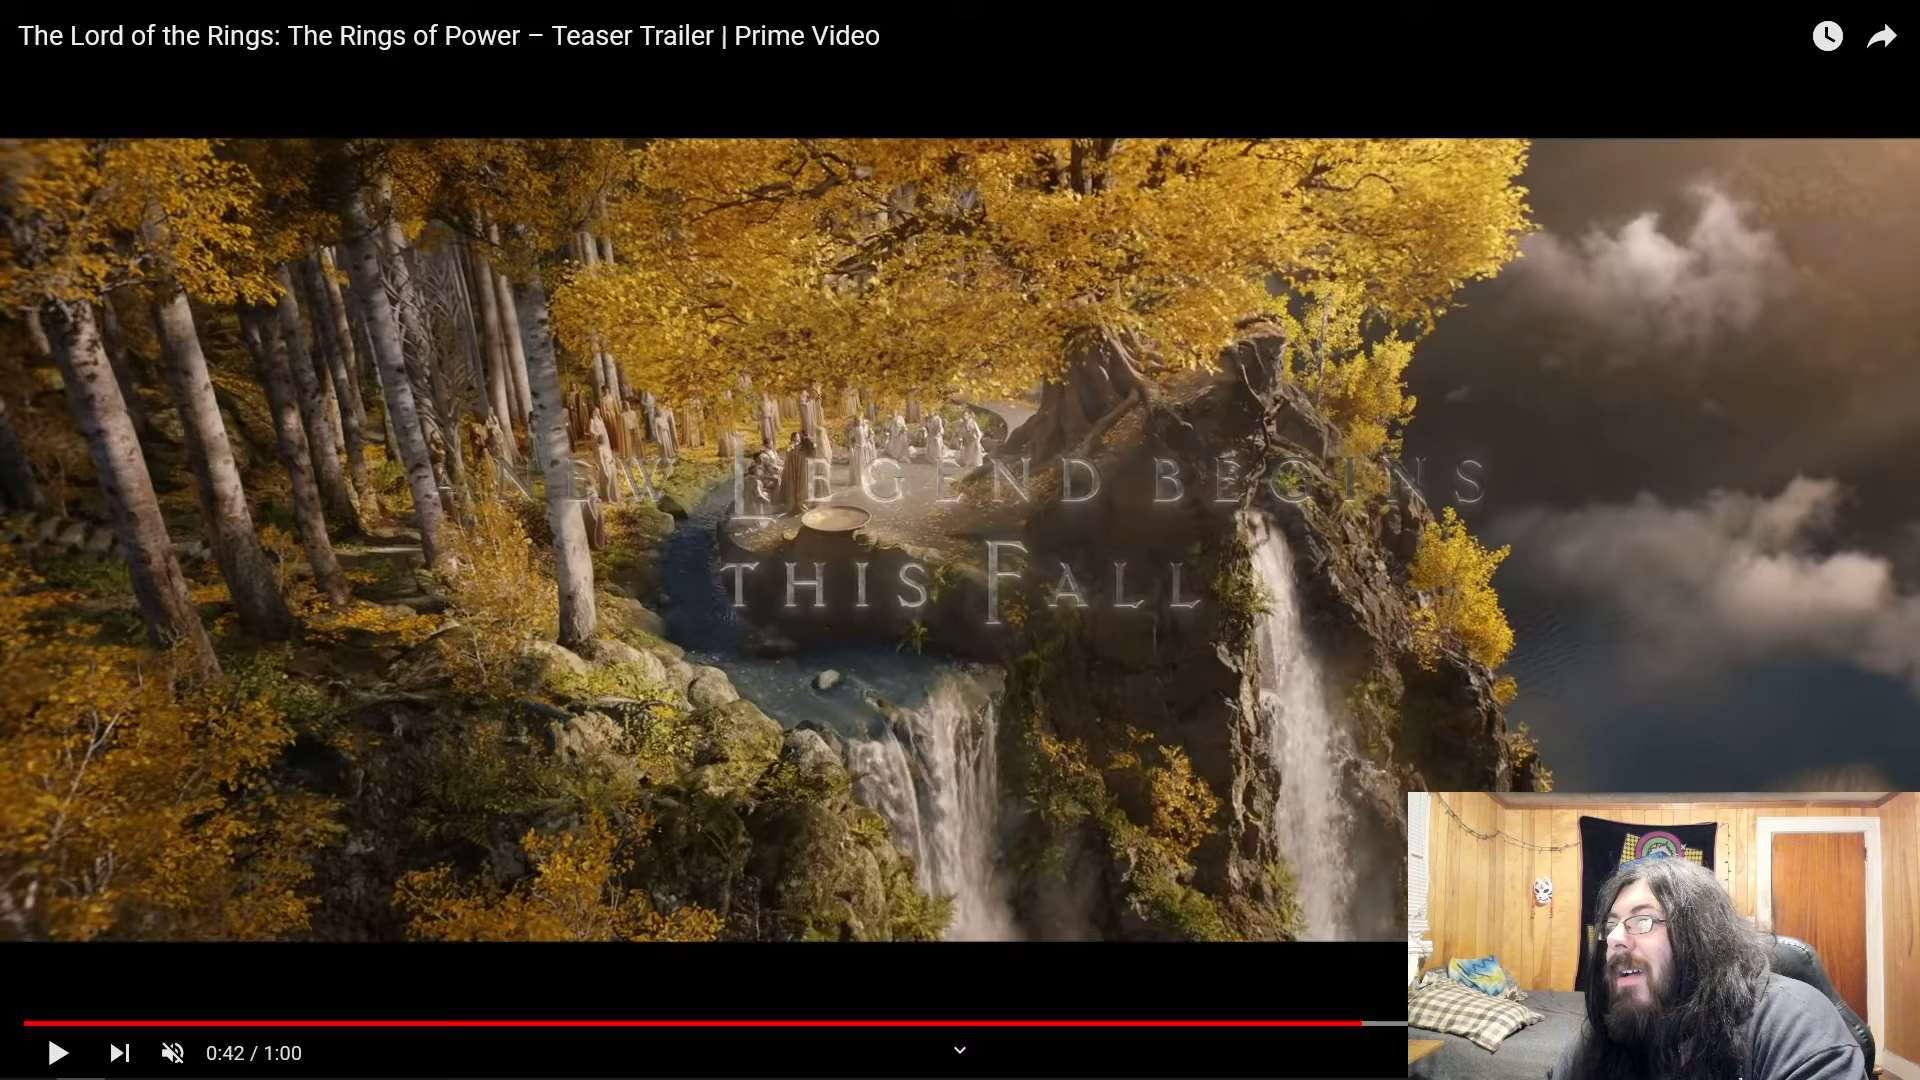 The Lord of the Rings: The Rings of Power – Teaser Trailer | Prime Video
A NEW LEGEND BEGINS
THIS FALL
0:42 / 1:00